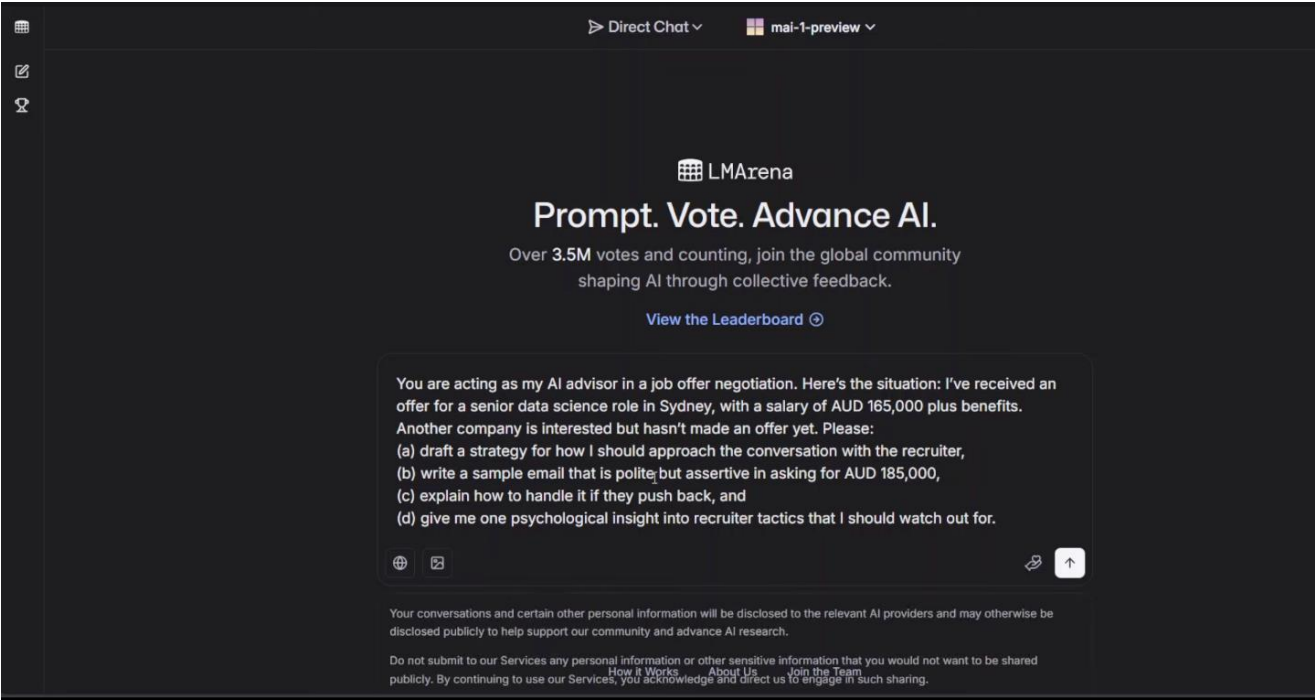 Direct Chat
mai-1-preview
LMArena
Prompt. Vote. Advance AI.
Over 3.5M votes and counting, join the global community
shaping AI through collective feedback.
View the Leaderboard
You are acting as my AI advisor in a job offer negotiation. Here's the situation: I've received an
offer for a senior data science role in Sydney, with a salary of AUD 165,000 plus benefits.
Another company is interested but hasn't made an offer yet. Please:
(a) draft a strategy for how I should approach the conversation with the recruiter,
(b) write a sample email that is polite but assertive in asking for AUD 185,000,
(c) explain how to handle it if they push back, and
(d) give me one psychological insight into recruiter tactics that I should watch out for.
Your conversations and certain other personal information will be disclosed to the relevant AI providers and may otherwise be
disclosed publicly to help support our community and advance AI research.
Do not submit to our Services any personal information or other sensitive information that you would not want to be shared
How it Works About Us Join the Team
publicly. By continuing to use our Services, you acknowledge and direct us to engage in such sharing.